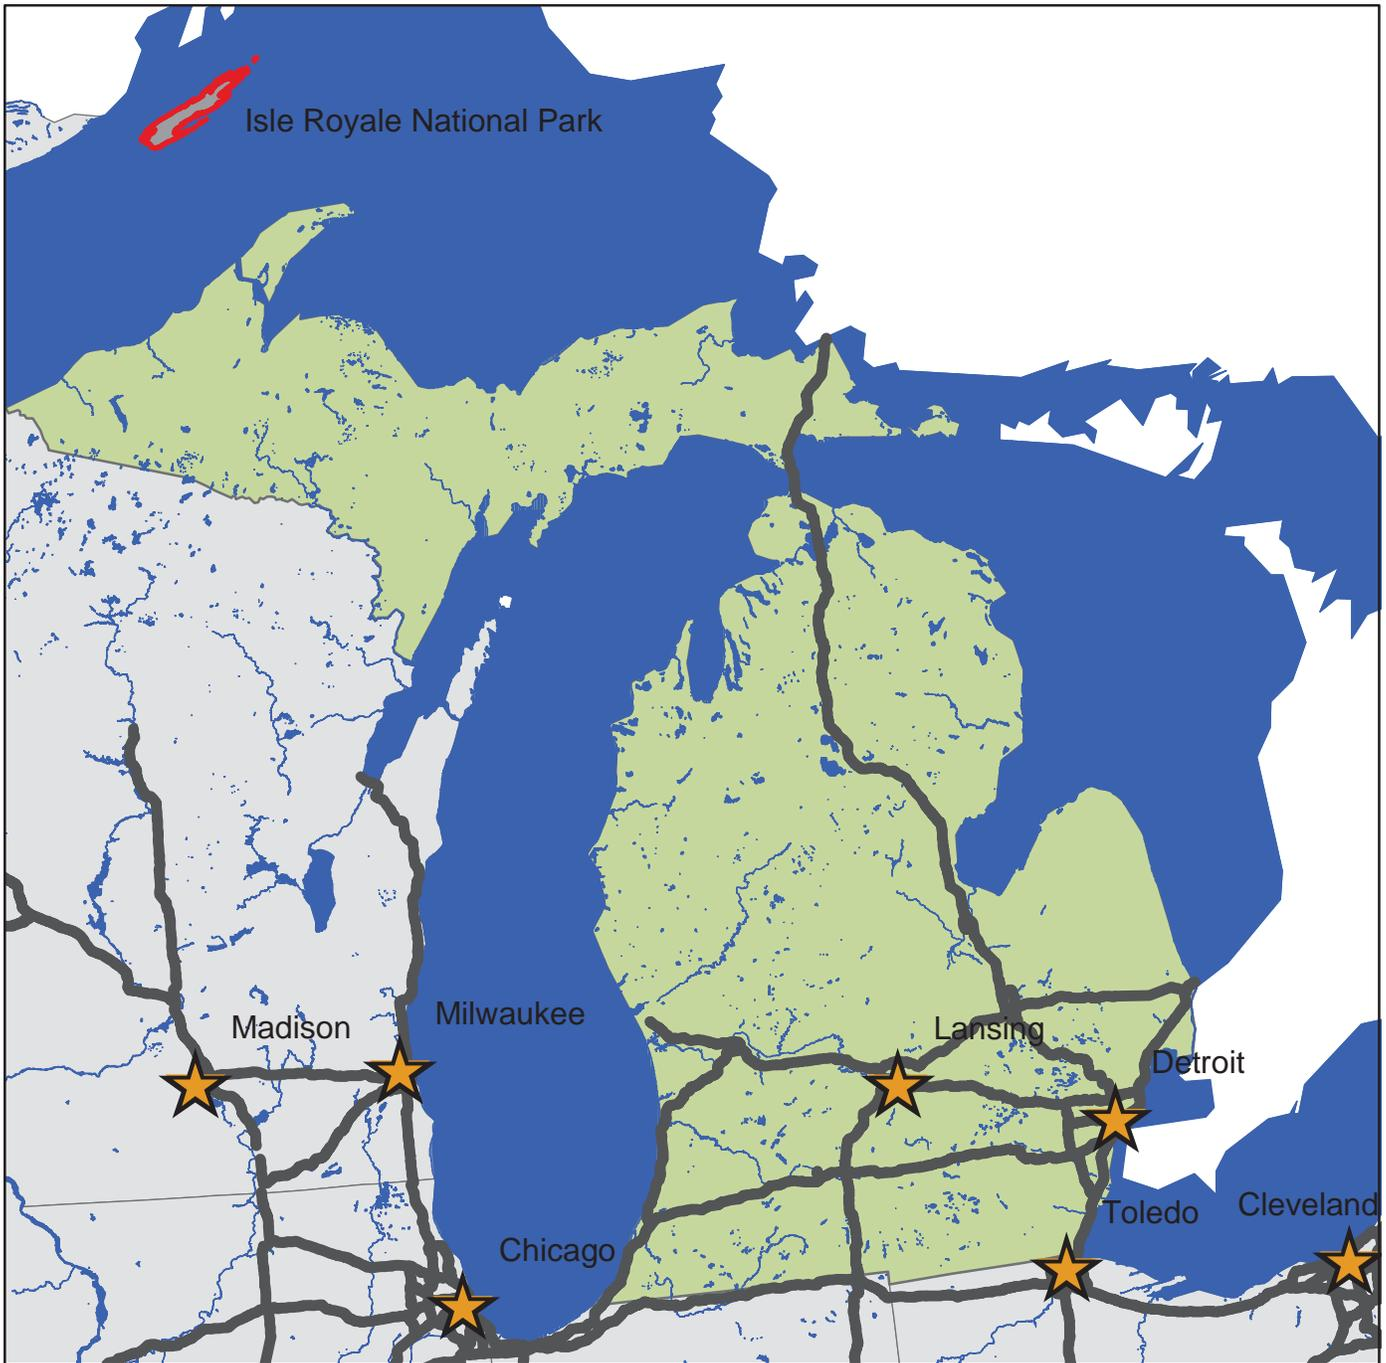 Isle Royale National Park
Milwaukee
Madison
Lansing
Detroit
Cleveland
Toledo
Chicago